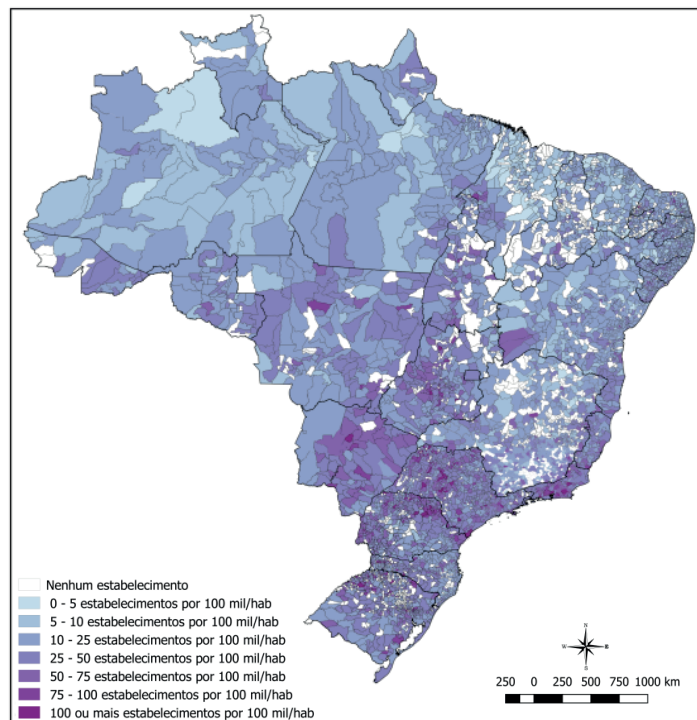 Nenhum estabelecimento
0 - 5 estabelecimentos por 100 mil/hab
5 - 10 estabelecimentos por 100 mil/hab
10 - 25 estabelecimentos por 100 mil/hab
25 - 50 estabelecimentos por 100 mil/hab
50 - 75 estabelecimentos por 100 mil/hab
75 - 100 estabelecimentos por 100 mil/hab
100 ou mais estabelecimentos por 100 mil/hab
N
W E
S
250 0 250 500 750 1000 km